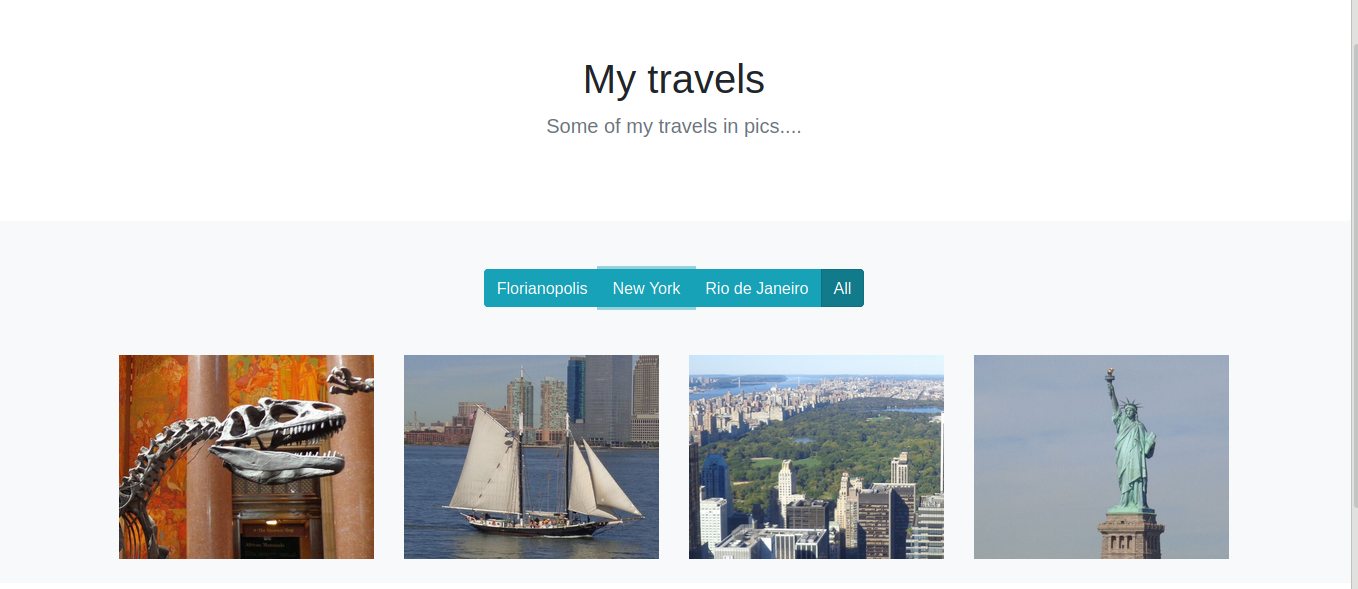 My travels
Some of my travels in pics....
Florianopolis New York Rio de Janeiro All